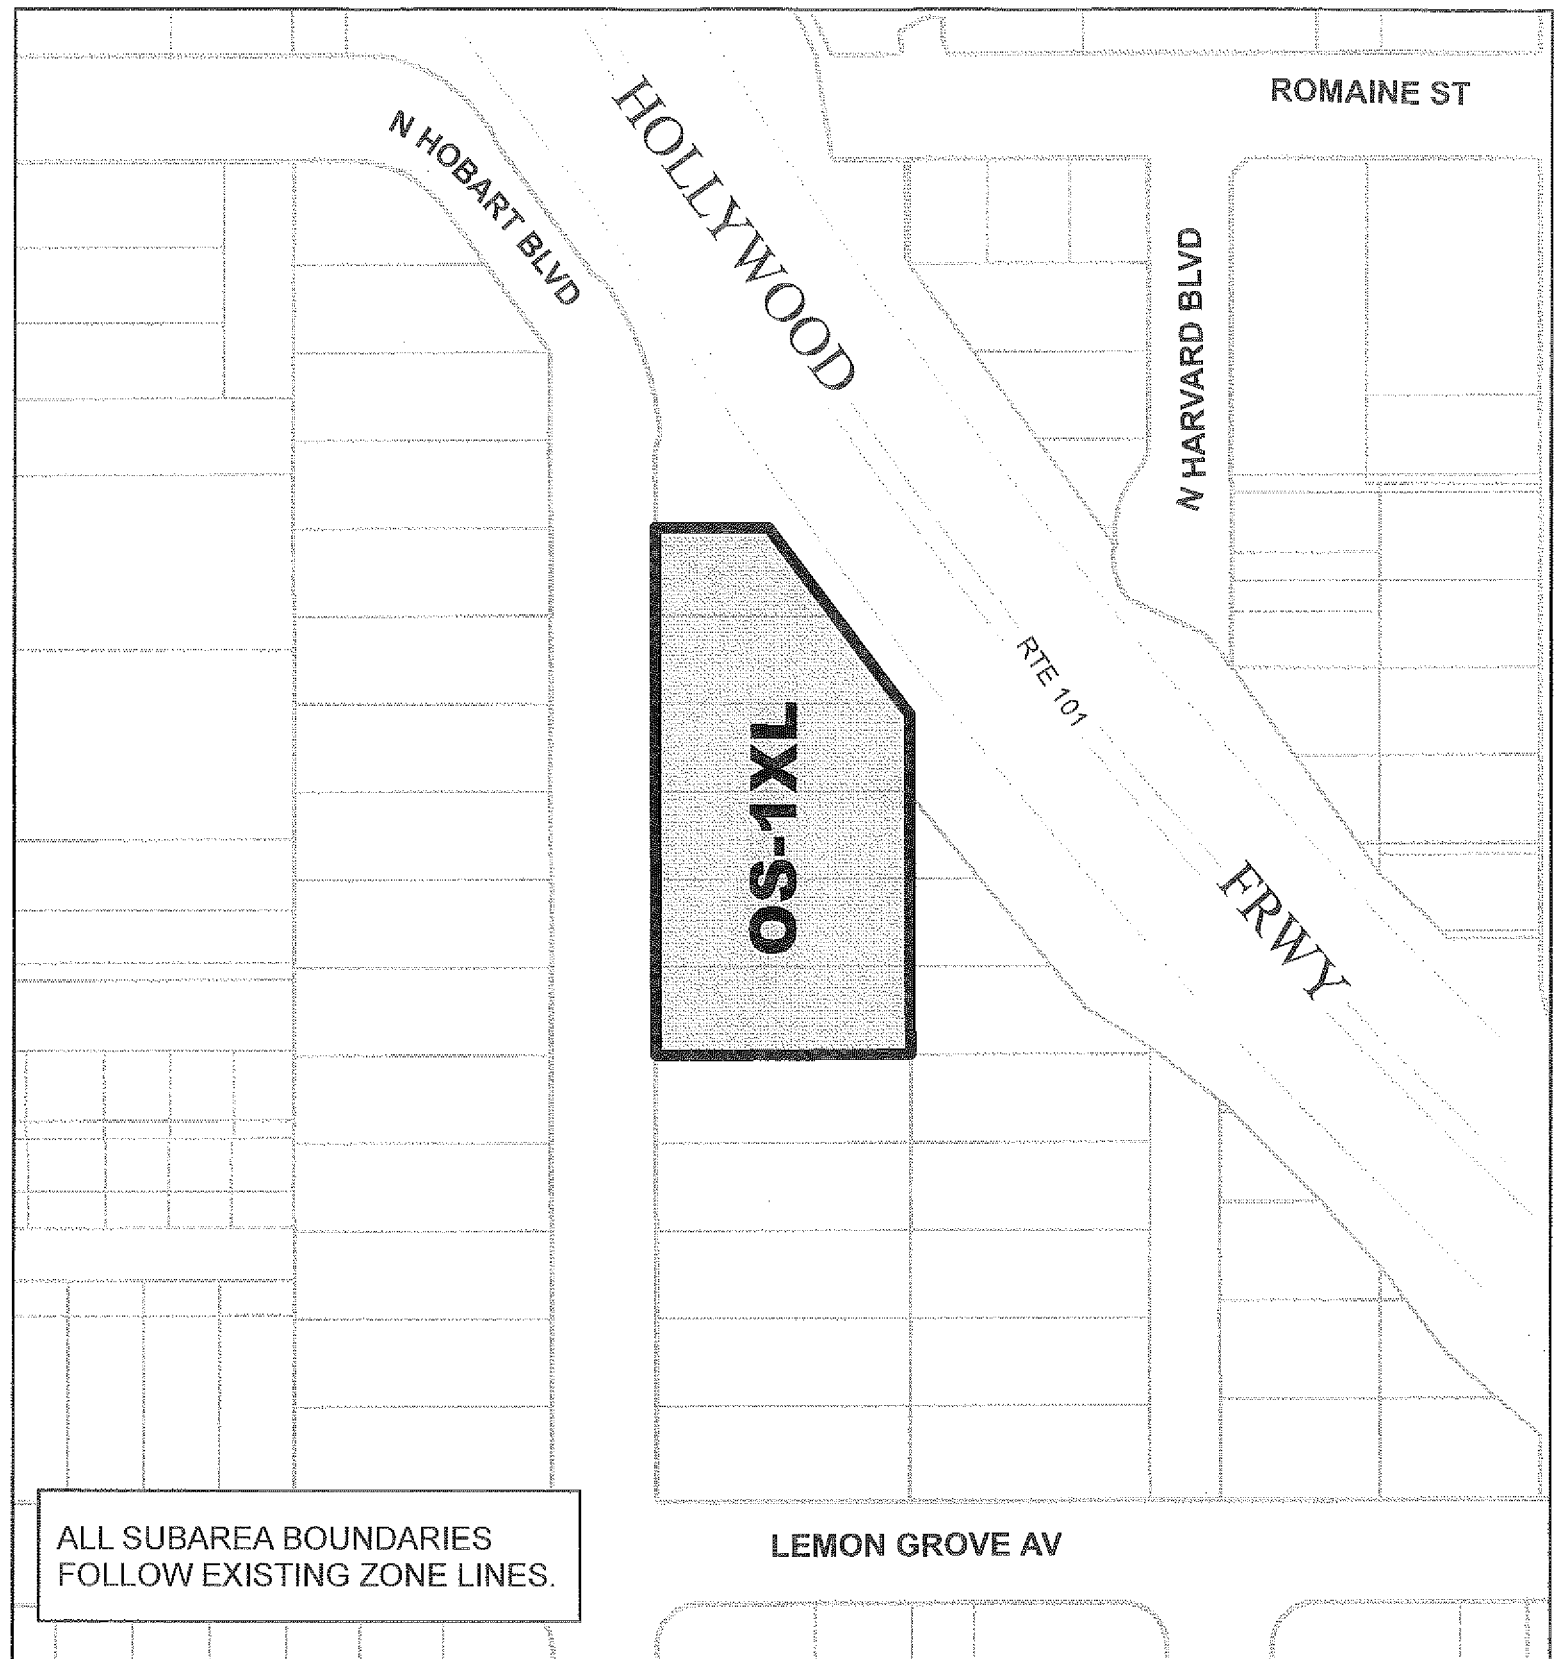 ROMAINE ST
N HOBART BLVD
HOLLYWOOD
N HARVARD BLVD
RTE 101
OS-1XL
FRWY
ALL SUBAREA BOUNDARIES
FOLLOW EXISTING ZONE LINES.
LEMON GROVE AV